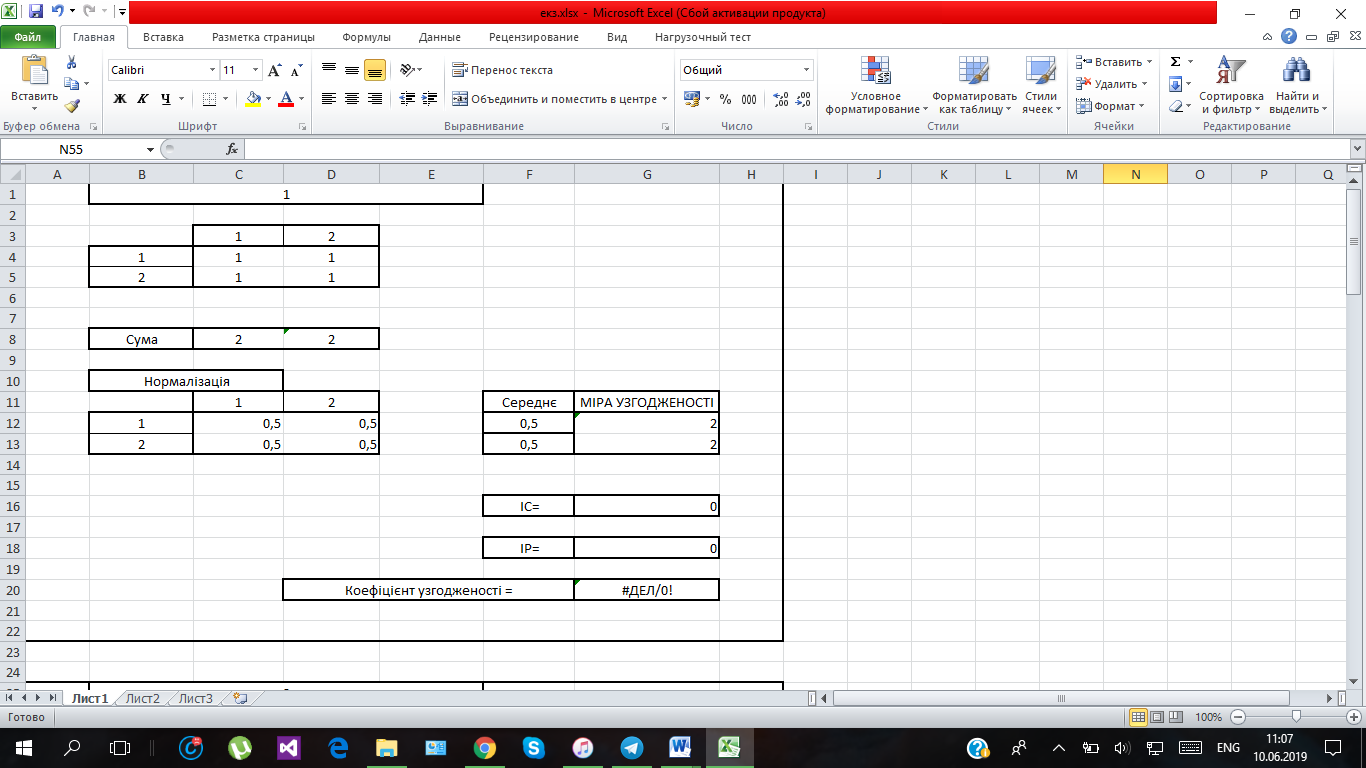 екз.xlsx - Microsoft Excel (Сбой активации продукта)
Файл Главная Вставка Разметка страницы Формулы Данные Рецензирование Вид Нагрузочный тест
Вставить
Буфер обмена
Calibri 11
Ж К Ч
Шрифт
Перенос текста
Объединить и поместить в центре
Выравнивание
Общий
% 000
Число
Условное форматирование
Форматировать как таблицу
Стили ячеек
Стили
Вставить
Удалить
Формат
Ячейки
Сортировка и фильтр
Найти и выделить
Редактирование
N55 fx
A B C D E F G H I J K L M N O P Q
1 1
2
3 1 2
4 1 1 1
5 2 1 1
6
7
8 Сума 2 2
9
10 Нормалізація
11 1 2 Середнє МІРА УЗГОДЖЕНОСТІ
12 1 0,5 0,5 0,5 2
13 2 0,5 0,5 0,5 2
14
15
16 ІС= 0
17
18 ІР= 0
19
20 Коефіцієнт узгодженості = #ДЕЛ/0!
21
22
23
24
Лист1 Лист2 Лист3
Готово 100%
ENG
11:07
10.06.2019